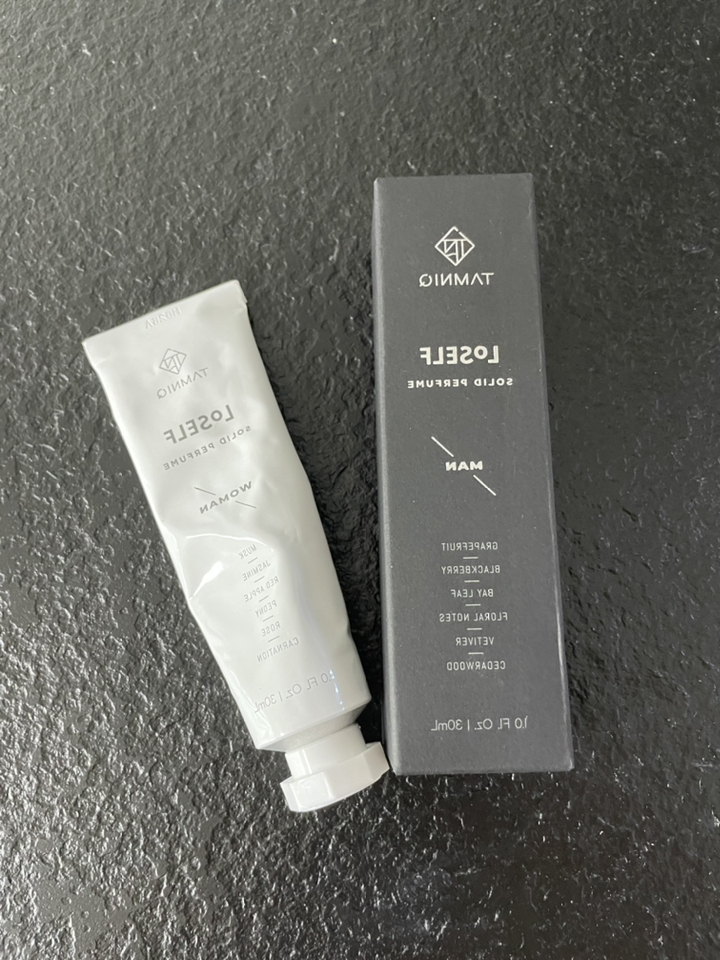 TAMNIQ
LOSELF
SOLID PERFUME
WOMAN
MUSK
JASMINE
RED APPLE
PEONY
ROSE
CARNATION
1.0 FL Oz. | 30mL
TN
TAMNIQ
LOSELF
SOLID PERFUME
MAN
GRAPEFRUIT
BLACKBERRY
BAY LEAF
FLORAL NOTES
VETIVER
CEDARWOOD
1.0 FL Oz. | 30mL